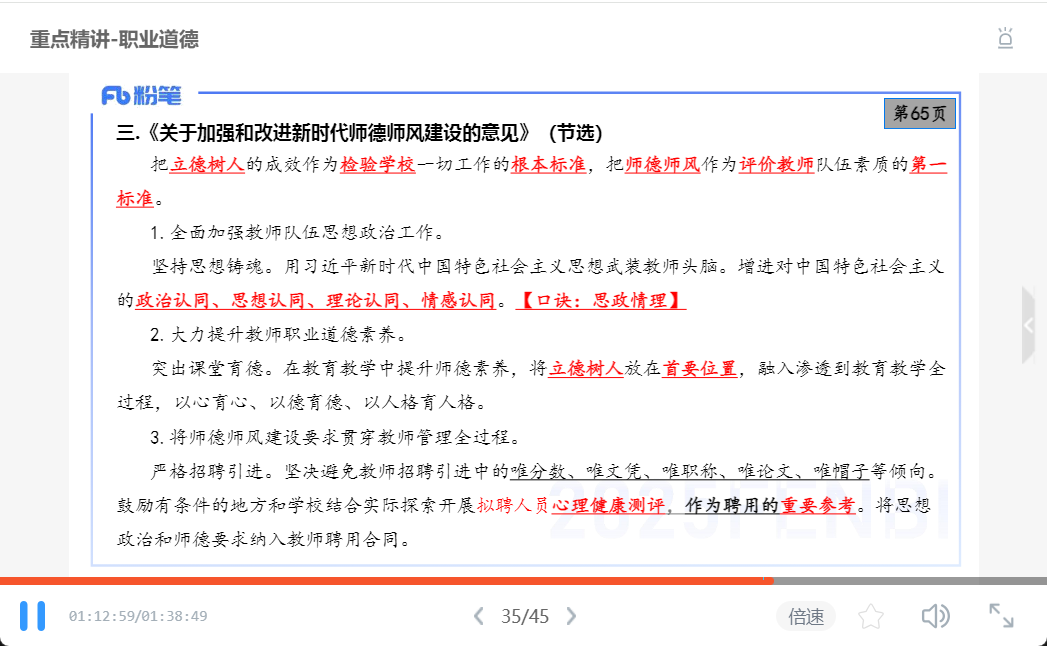 重点精讲-职业道德
粉笔
第65页
三.《关于加强和改进新时代师德师风建设的意见》（节选）
把立德树人的成效作为检验学校一切工作的根本标准，把师德师风作为评价教师队伍素质的第一
标准。
1. 全面加强教师队伍思想政治工作。
坚持思想铸魂。用习近平新时代中国特色社会主义思想武装教师头脑。增进对中国特色社会主义
的政治认同、思想认同、理论认同、情感认同。【口诀：思政情理】
2. 大力提升教师职业道德素养。
突出课堂育德。在教育教学中提升师德素养，将立德树人放在首要位置，融入渗透到教育教学全
过程，以心育心、以德育德、以人格育人格。
3. 将师德师风建设要求贯穿教师管理全过程。
严格招聘引进。坚决避免教师招聘引进中的唯分数、唯文凭、唯职称、唯论文、唯帽子等倾向。
鼓励有条件的地方和学校结合实际探索开展拟聘人员心理健康测评，作为聘用的重要参考。将思想
政治和师德要求纳入教师聘用合同。
2025FENBI
01:12:59/01:38:49
35/45
倍速